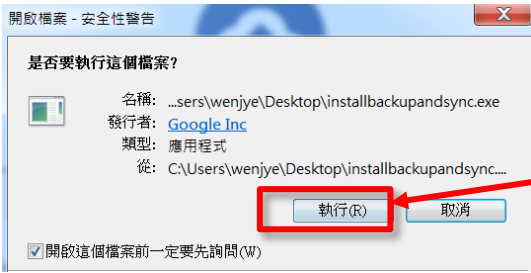 開啟檔案 - 安全性警告
是否要執行這個檔案?
名稱: ...sers\wenjye\Desktop\installbackupandsync.exe
發行者: Google Inc
類型: 應用程式
從: C:\Users\wenjye\Desktop\installbackupandsync....
執行(R) 取消
開啟這個檔案前一定要先詢問(W)